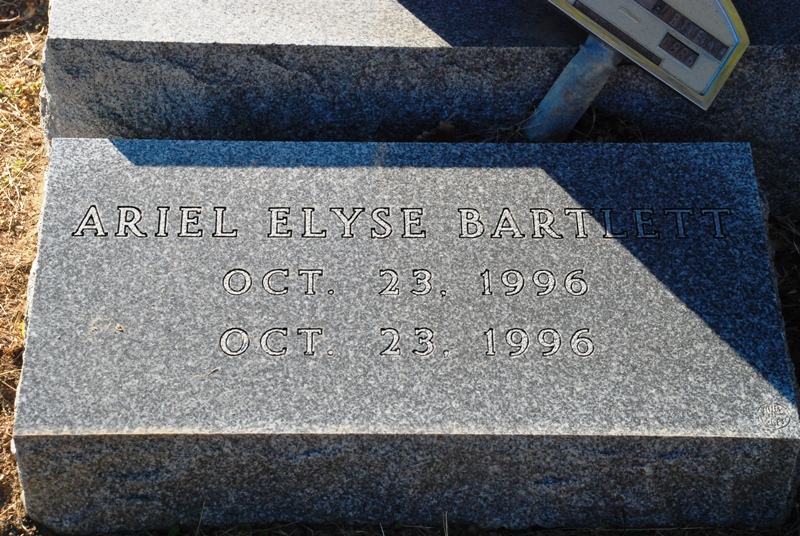 ARIEL ELYSE BARTLETT
OCT. 23, 1996
OCT. 23, 1996